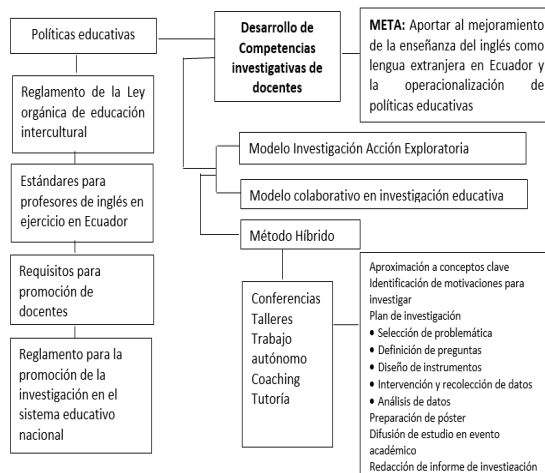 Políticas educativas
Reglamento de la Ley
orgánica de educación
intercultural
Estándares para
profesores de inglés en
ejercicio en Ecuador
Requisitos para
promoción de
docentes
Reglamento para la
promoción de la
investigación en el
sistema educativo
nacional
Desarrollo de
Competencias
investigativas de
docentes
META: Aportar al mejoramiento
de la enseñanza del inglés como
lengua extranjera en Ecuador y
la operacionalización de
políticas educativas
Modelo Investigación Acción Exploratoria
Modelo colaborativo en investigación educativa
Método Híbrido
Conferencias
Talleres
Trabajo
autónomo
Coaching
Tutoría
Aproximación a conceptos clave
Identificación de motivaciones para
investigar
Plan de investigación
• Selección de problemática
• Definición de preguntas
• Diseño de instrumentos
• Intervención y recolección de datos
• Análisis de datos
Preparación de póster
Difusión de estudio en evento
académico
Redacción de informe de investigación